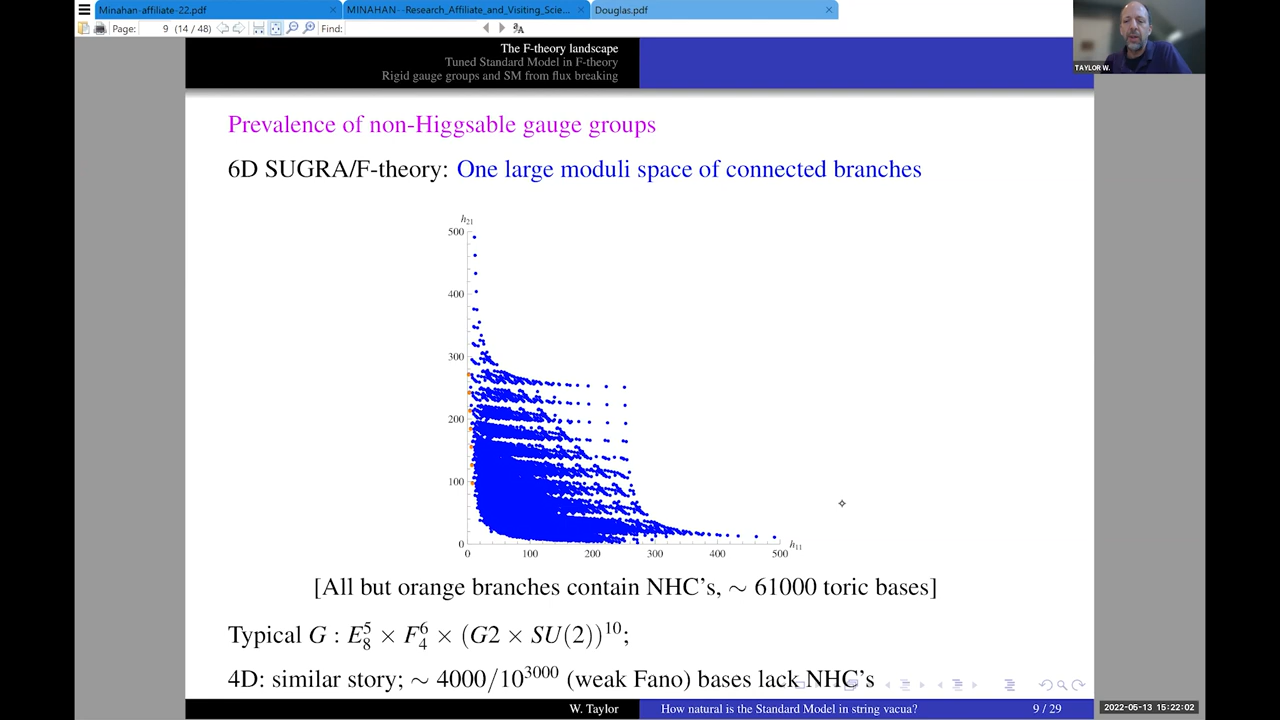 Minahan-affiliate-22.pdf
MINAHAN--Research_Affiliate_and_Visiting_Scie...
Douglas.pdf
Page: 9 (14 / 48) Find:
The F-theory landscape
Tuned Standard Model in F-theory
Rigid gauge groups and SM from flux breaking
TAYLOR W.
Prevalence of non-Higgsable gauge groups
6D SUGRA/F-theory: One large moduli space of connected branches
h₂₁
500
400
300
200
100
0
0 100 200 300 400 500
h₁₁
[All but orange branches contain NHC's, ∼ 61000 toric bases]
Typical G : E₈⁵ × F₄⁶ × (G2 × SU(2))¹⁰;
4D: similar story; ∼ 4000/10³⁰⁰⁰ (weak Fano) bases lack NHC's
W. Taylor How natural is the Standard Model in string vacua? 9 / 29
2022-05-13 15:22:02